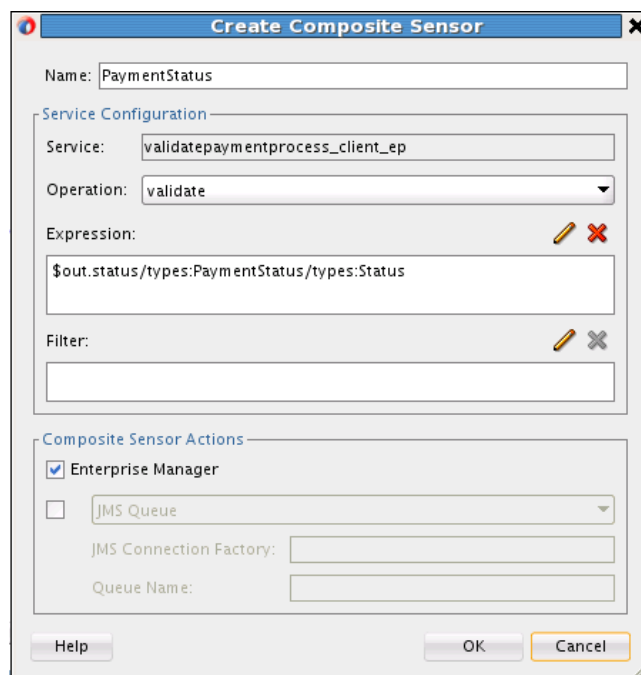 Create Composite Sensor
Name: PaymentStatus
Service Configuration
Service: validatepaymentprocess_client_ep
Operation: validate
Expression:
$out.status/types:PaymentStatus/types:Status
Filter:
Composite Sensor Actions
Enterprise Manager
JMS Queue
JMS Connection Factory:
Queue Name:
Help OK Cancel